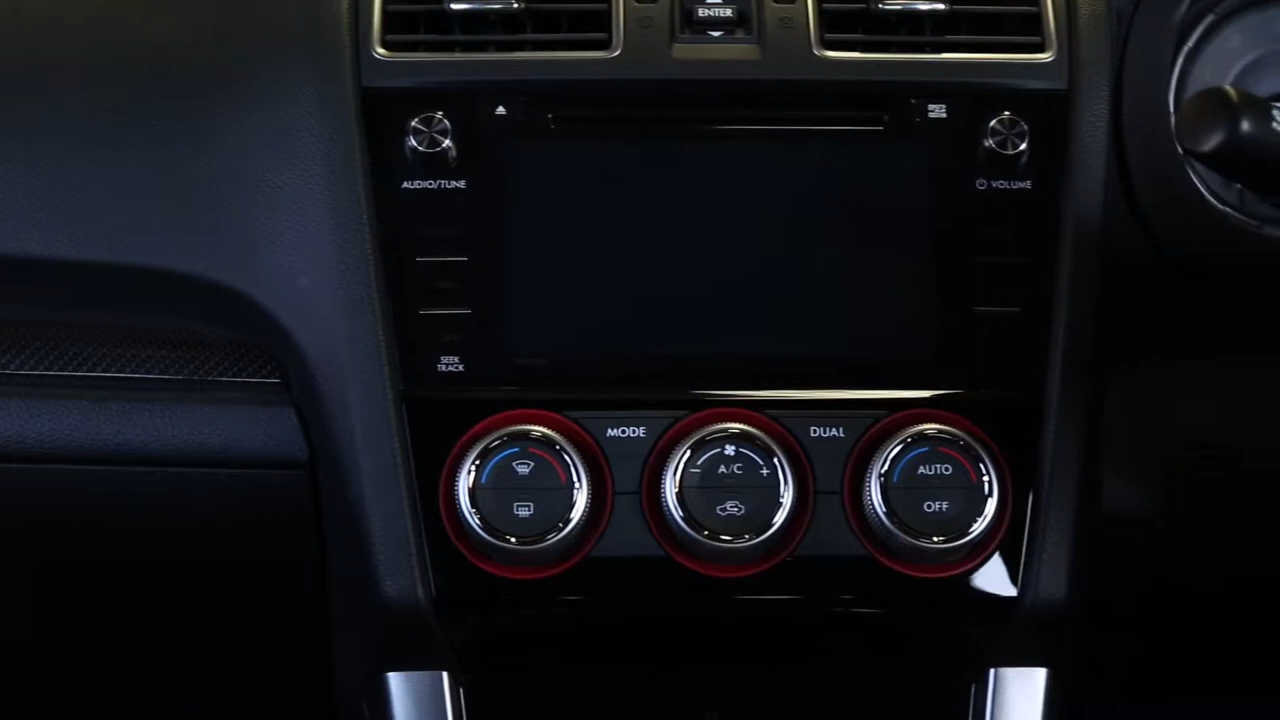 ENTER
AUDIO/TUNE
VOLUME
SEEK
TRACK
MODE
DUAL
A/C
− +
AUTO
OFF